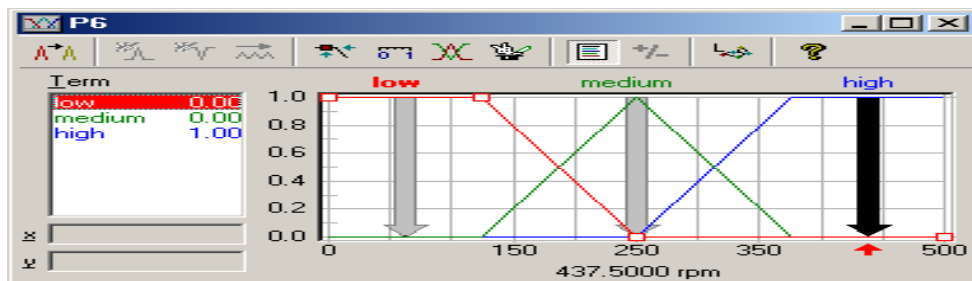 P6
Term
low 0.00
medium 0.00
high 1.00
x
y
low medium high
1.0
0.8
0.6
0.4
0.2
0.0
0 150 250 350 500
437.5000 rpm